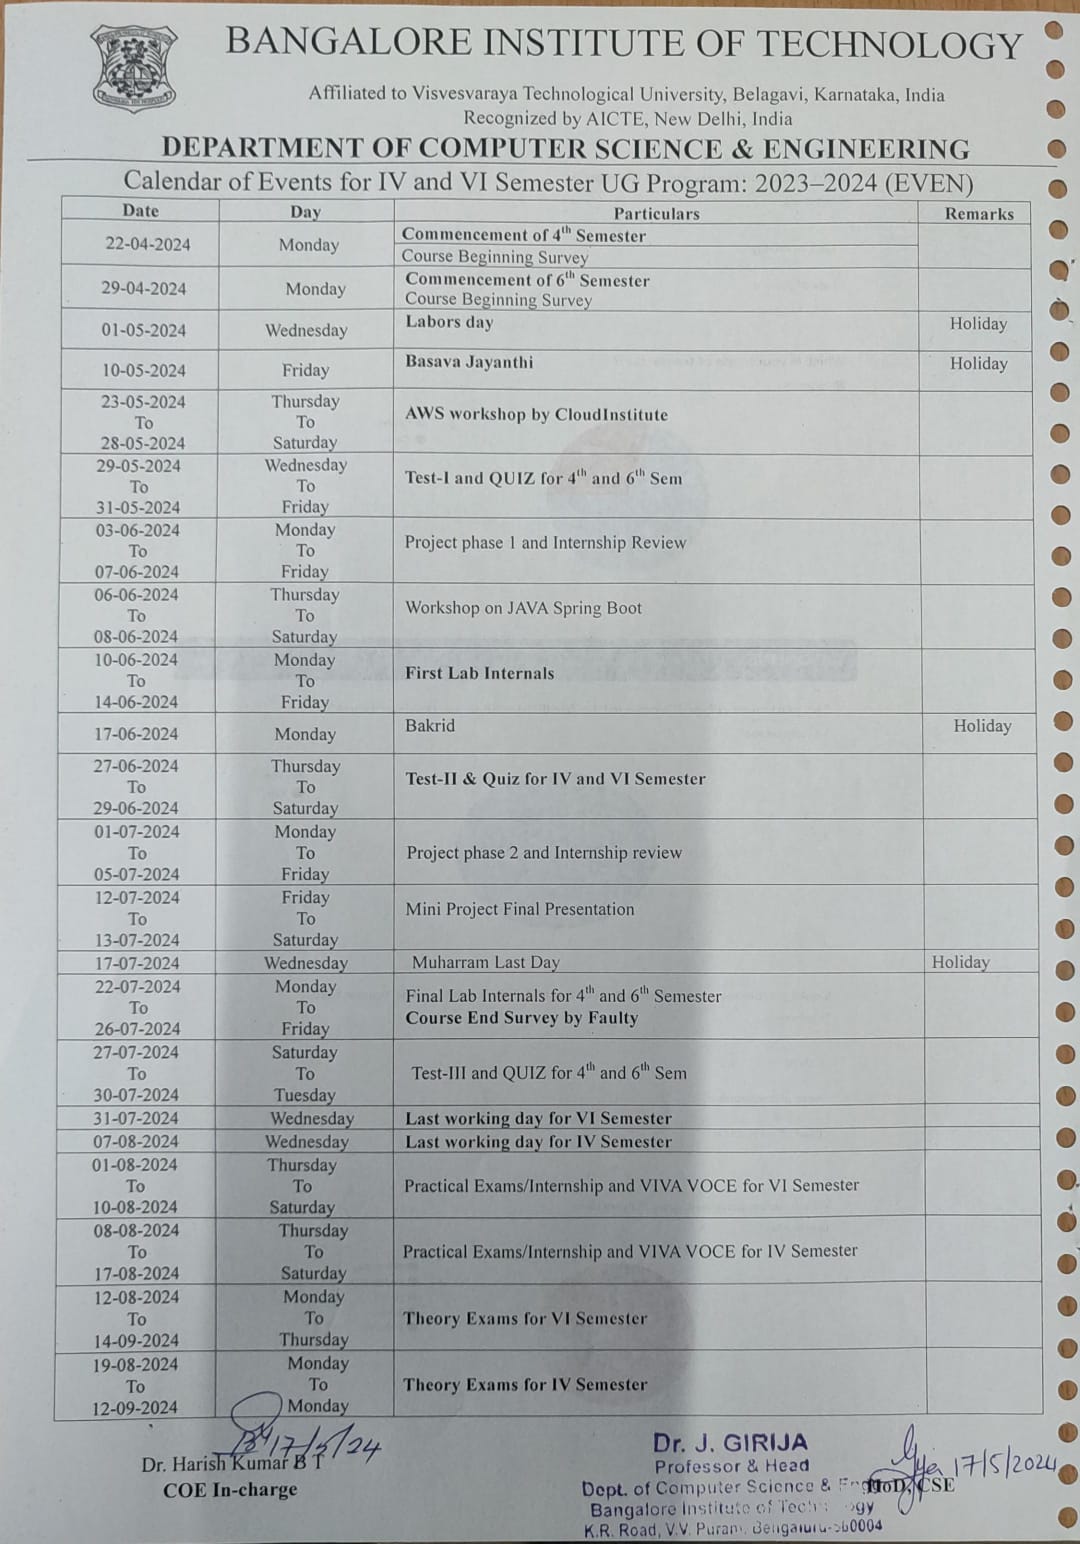 BANGALORE INSTITUTE OF TECHNOLOGY
Affiliated to Visvesvaraya Technological University, Belagavi, Karnataka, India
Recognized by AICTE, New Delhi, India
DEPARTMENT OF COMPUTER SCIENCE & ENGINEERING
Calendar of Events for IV and VI Semester UG Program: 2023–2024 (EVEN)
Date Day Particulars Remarks
22-04-2024 Monday Commencement of 4th Semester
Course Beginning Survey
29-04-2024 Monday Commencement of 6th Semester
Course Beginning Survey
01-05-2024 Wednesday Labors day Holiday
10-05-2024 Friday Basava Jayanthi Holiday
23-05-2024 Thursday
To To AWS workshop by CloudInstitute
28-05-2024 Saturday
29-05-2024 Wednesday
To To Test-I and QUIZ for 4th and 6th Sem
31-05-2024 Friday
03-06-2024 Monday
To To Project phase 1 and Internship Review
07-06-2024 Friday
06-06-2024 Thursday
To To Workshop on JAVA Spring Boot
08-06-2024 Saturday
10-06-2024 Monday
To To First Lab Internals
14-06-2024 Friday
17-06-2024 Monday Bakrid Holiday
27-06-2024 Thursday
To To Test-II & Quiz for IV and VI Semester
29-06-2024 Saturday
01-07-2024 Monday
To To Project phase 2 and Internship review
05-07-2024 Friday
12-07-2024 Friday
To To Mini Project Final Presentation
13-07-2024 Saturday
17-07-2024 Wednesday Muharram Last Day Holiday
22-07-2024 Monday
To To Final Lab Internals for 4th and 6th Semester
26-07-2024 Friday Course End Survey by Faulty
27-07-2024 Saturday
To To Test-III and QUIZ for 4th and 6th Sem
30-07-2024 Tuesday
31-07-2024 Wednesday Last working day for VI Semester
07-08-2024 Wednesday Last working day for IV Semester
01-08-2024 Thursday
To To Practical Exams/Internship and VIVA VOCE for VI Semester
10-08-2024 Saturday
08-08-2024 Thursday
To To Practical Exams/Internship and VIVA VOCE for IV Semester
17-08-2024 Saturday
12-08-2024 Monday
To To Theory Exams for VI Semester
14-09-2024 Thursday
19-08-2024 Monday
To To Theory Exams for IV Semester
12-09-2024 Monday
17/5/24
Dr. Harish Kumar B T
COE In-charge
Dr. J. GIRIJA
Professor & Head
Dept. of Computer Science &
HoD, CSE
17/5/2024
Bangalore Institute of
K.R. Road, V.V. Puram, Bengaluru-560004